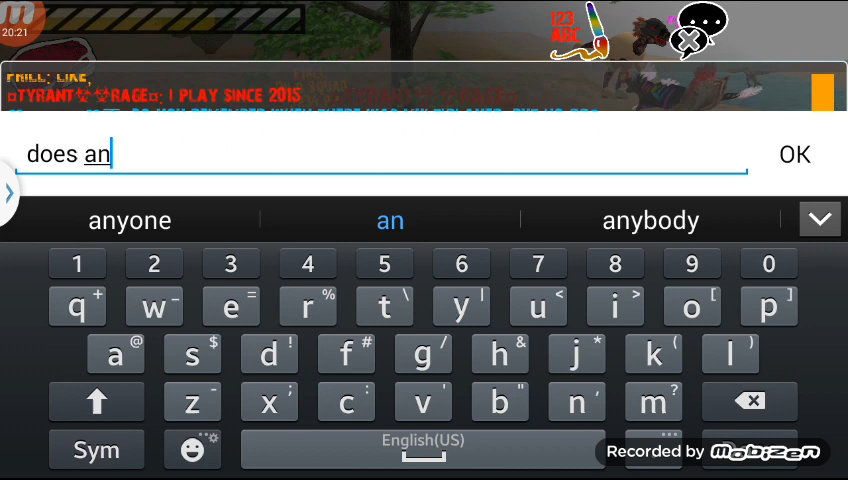 20:21
123
ABC
FRILL: LIKE,
¤TYRANT☣☣RAGE¤: I PLAY SINCE 2015
does an
OK
anyone an anybody
1 2 3 4 5 6 7 8 9 0
q + w _ e = r % t \ y | u < i > o [ p ]
a @ s $ d ! f # g / h & j * k ( l )
z - x ; c : v ' b " n , m ?
Sym English(US)
Recorded by mobizen